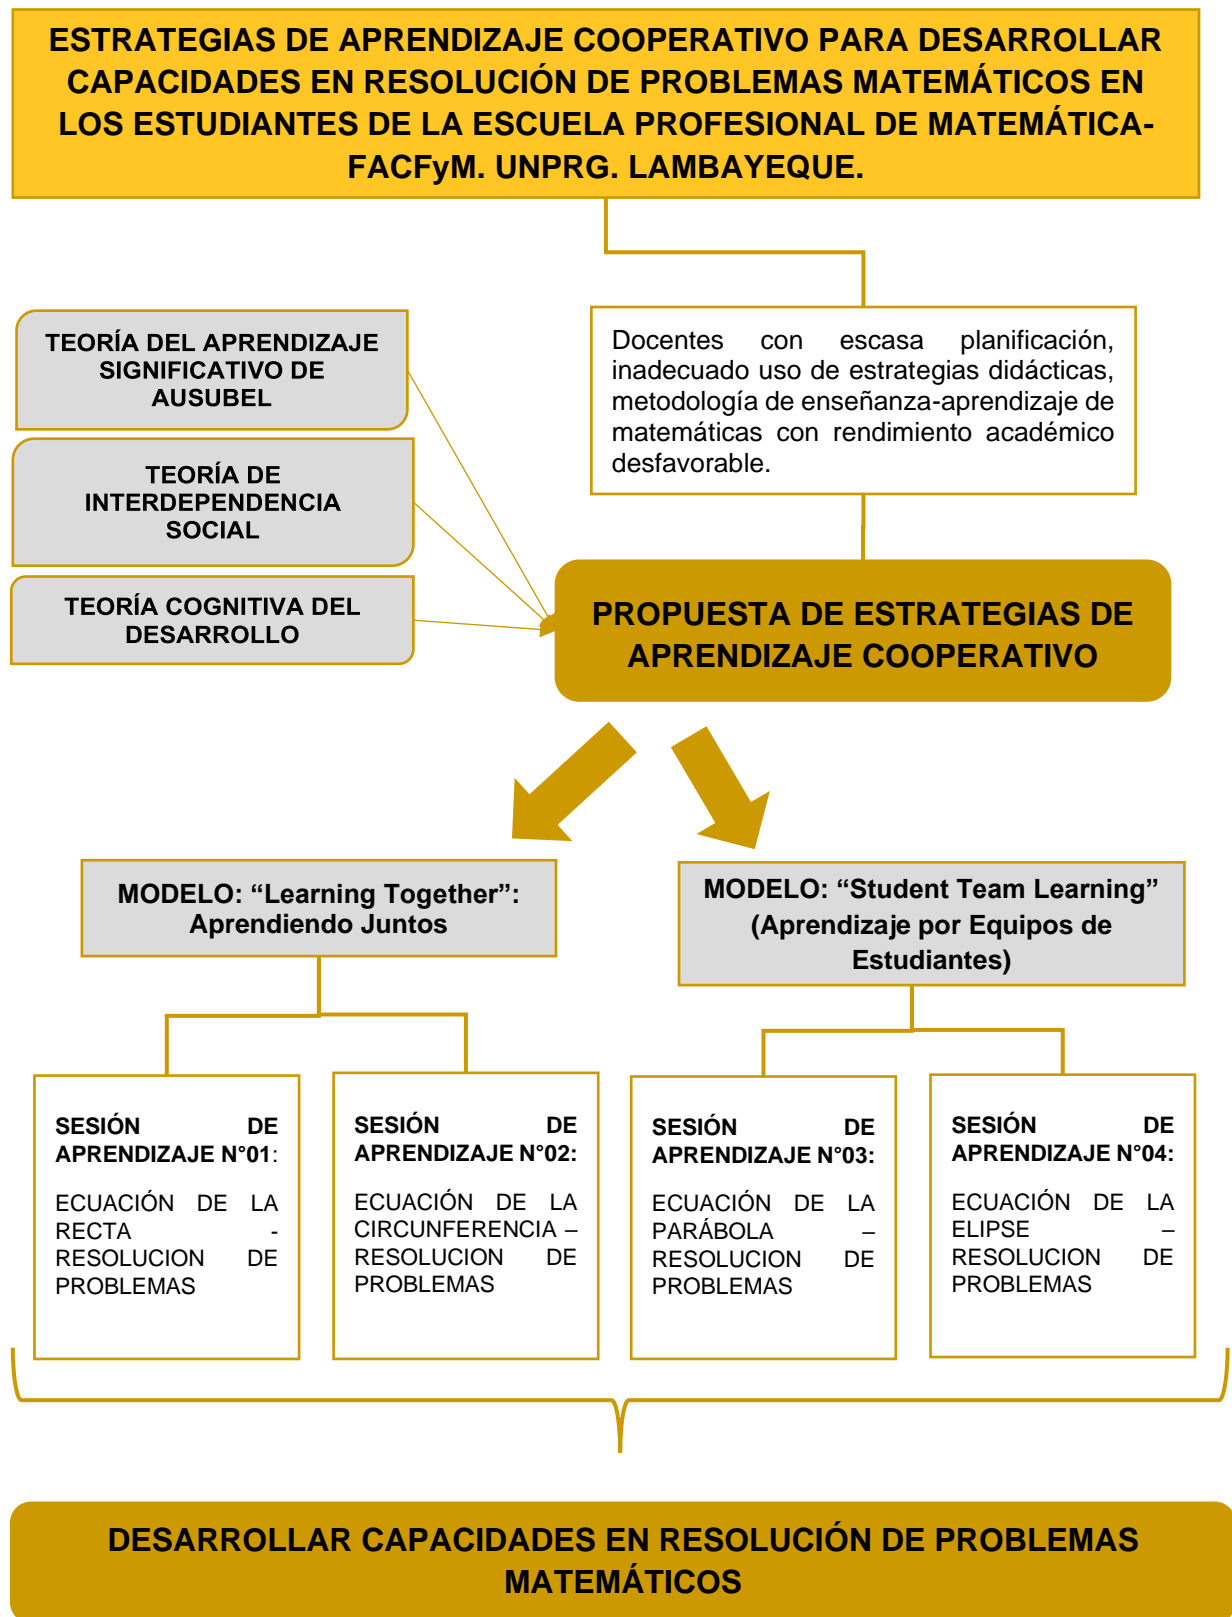 ESTRATEGIAS DE APRENDIZAJE COOPERATIVO PARA DESARROLLAR
CAPACIDADES EN RESOLUCIÓN DE PROBLEMAS MATEMÁTICOS EN
LOS ESTUDIANTES DE LA ESCUELA PROFESIONAL DE MATEMÁTICA-
FACFyM. UNPRG. LAMBAYEQUE.
TEORÍA DEL APRENDIZAJE
SIGNIFICATIVO DE
AUSUBEL
TEORÍA DE
INTERDEPENDENCIA
SOCIAL
TEORÍA COGNITIVA DEL
DESARROLLO
Docentes con escasa planificación,
inadecuado uso de estrategias didácticas,
metodología de enseñanza-aprendizaje de
matemáticas con rendimiento académico
desfavorable.
PROPUESTA DE ESTRATEGIAS DE
APRENDIZAJE COOPERATIVO
MODELO: “Learning Together”:
Aprendiendo Juntos
MODELO: “Student Team Learning”
(Aprendizaje por Equipos de
Estudiantes)
SESIÓN DE
APRENDIZAJE N°01:
ECUACIÓN DE LA
RECTA -
RESOLUCION DE
PROBLEMAS
SESIÓN DE
APRENDIZAJE N°02:
ECUACIÓN DE LA
CIRCUNFERENCIA –
RESOLUCION DE
PROBLEMAS
SESIÓN DE
APRENDIZAJE N°03:
ECUACIÓN DE LA
PARÁBOLA –
RESOLUCION DE
PROBLEMAS
SESIÓN DE
APRENDIZAJE N°04:
ECUACIÓN DE LA
ELIPSE –
RESOLUCION DE
PROBLEMAS
DESARROLLAR CAPACIDADES EN RESOLUCIÓN DE PROBLEMAS
MATEMÁTICOS